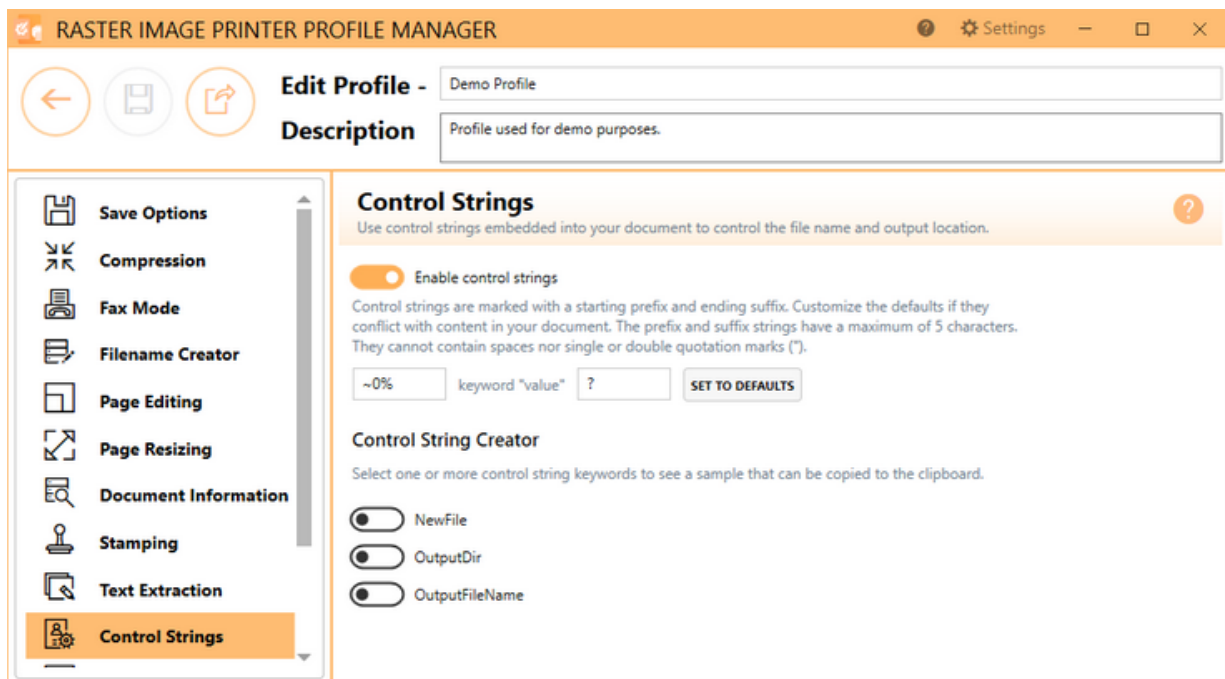 RASTER IMAGE PRINTER PROFILE MANAGER
? Settings
Edit Profile - Demo Profile
Description Profile used for demo purposes.
Save Options
Compression
Fax Mode
Filename Creator
Page Editing
Page Resizing
Document Information
Stamping
Text Extraction
Control Strings
Control Strings
?
Use control strings embedded into your document to control the file name and output location.
Enable control strings
Control strings are marked with a starting prefix and ending suffix. Customize the defaults if they
conflict with content in your document. The prefix and suffix strings have a maximum of 5 characters.
They cannot contain spaces nor single or double quotation marks (").
~0% keyword "value" ? SET TO DEFAULTS
Control String Creator
Select one or more control string keywords to see a sample that can be copied to the clipboard.
NewFile
OutputDir
OutputFileName